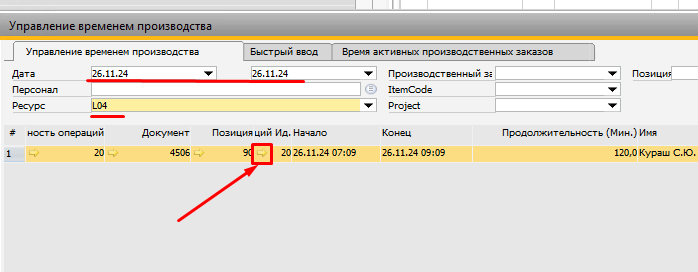 Управление временем производства
Управление временем производства Быстрый ввод Время активных производственных заказов
Дата 26.11.24 26.11.24 Производственный за Позиция
Персонал ItemCode
Ресурс L04 Project
# ность операций Документ Позиция ций Ид. Начало Конец Продолжительность (Мин.) Имя
1 20 4506 90 20 26.11.24 07:09 26.11.24 09:09 120,0 Кураш С.Ю.